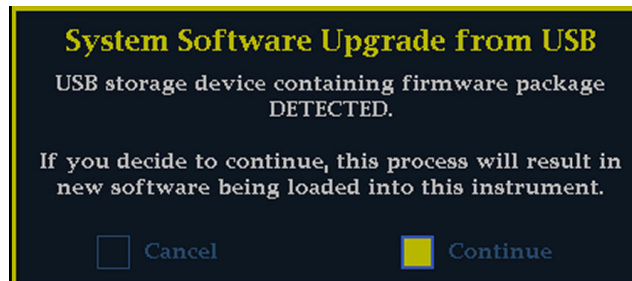 System Software Upgrade from USB
USB storage device containing firmware package
DETECTED.
If you decide to continue, this process will result in
new software being loaded into this instrument.
Cancel
Continue